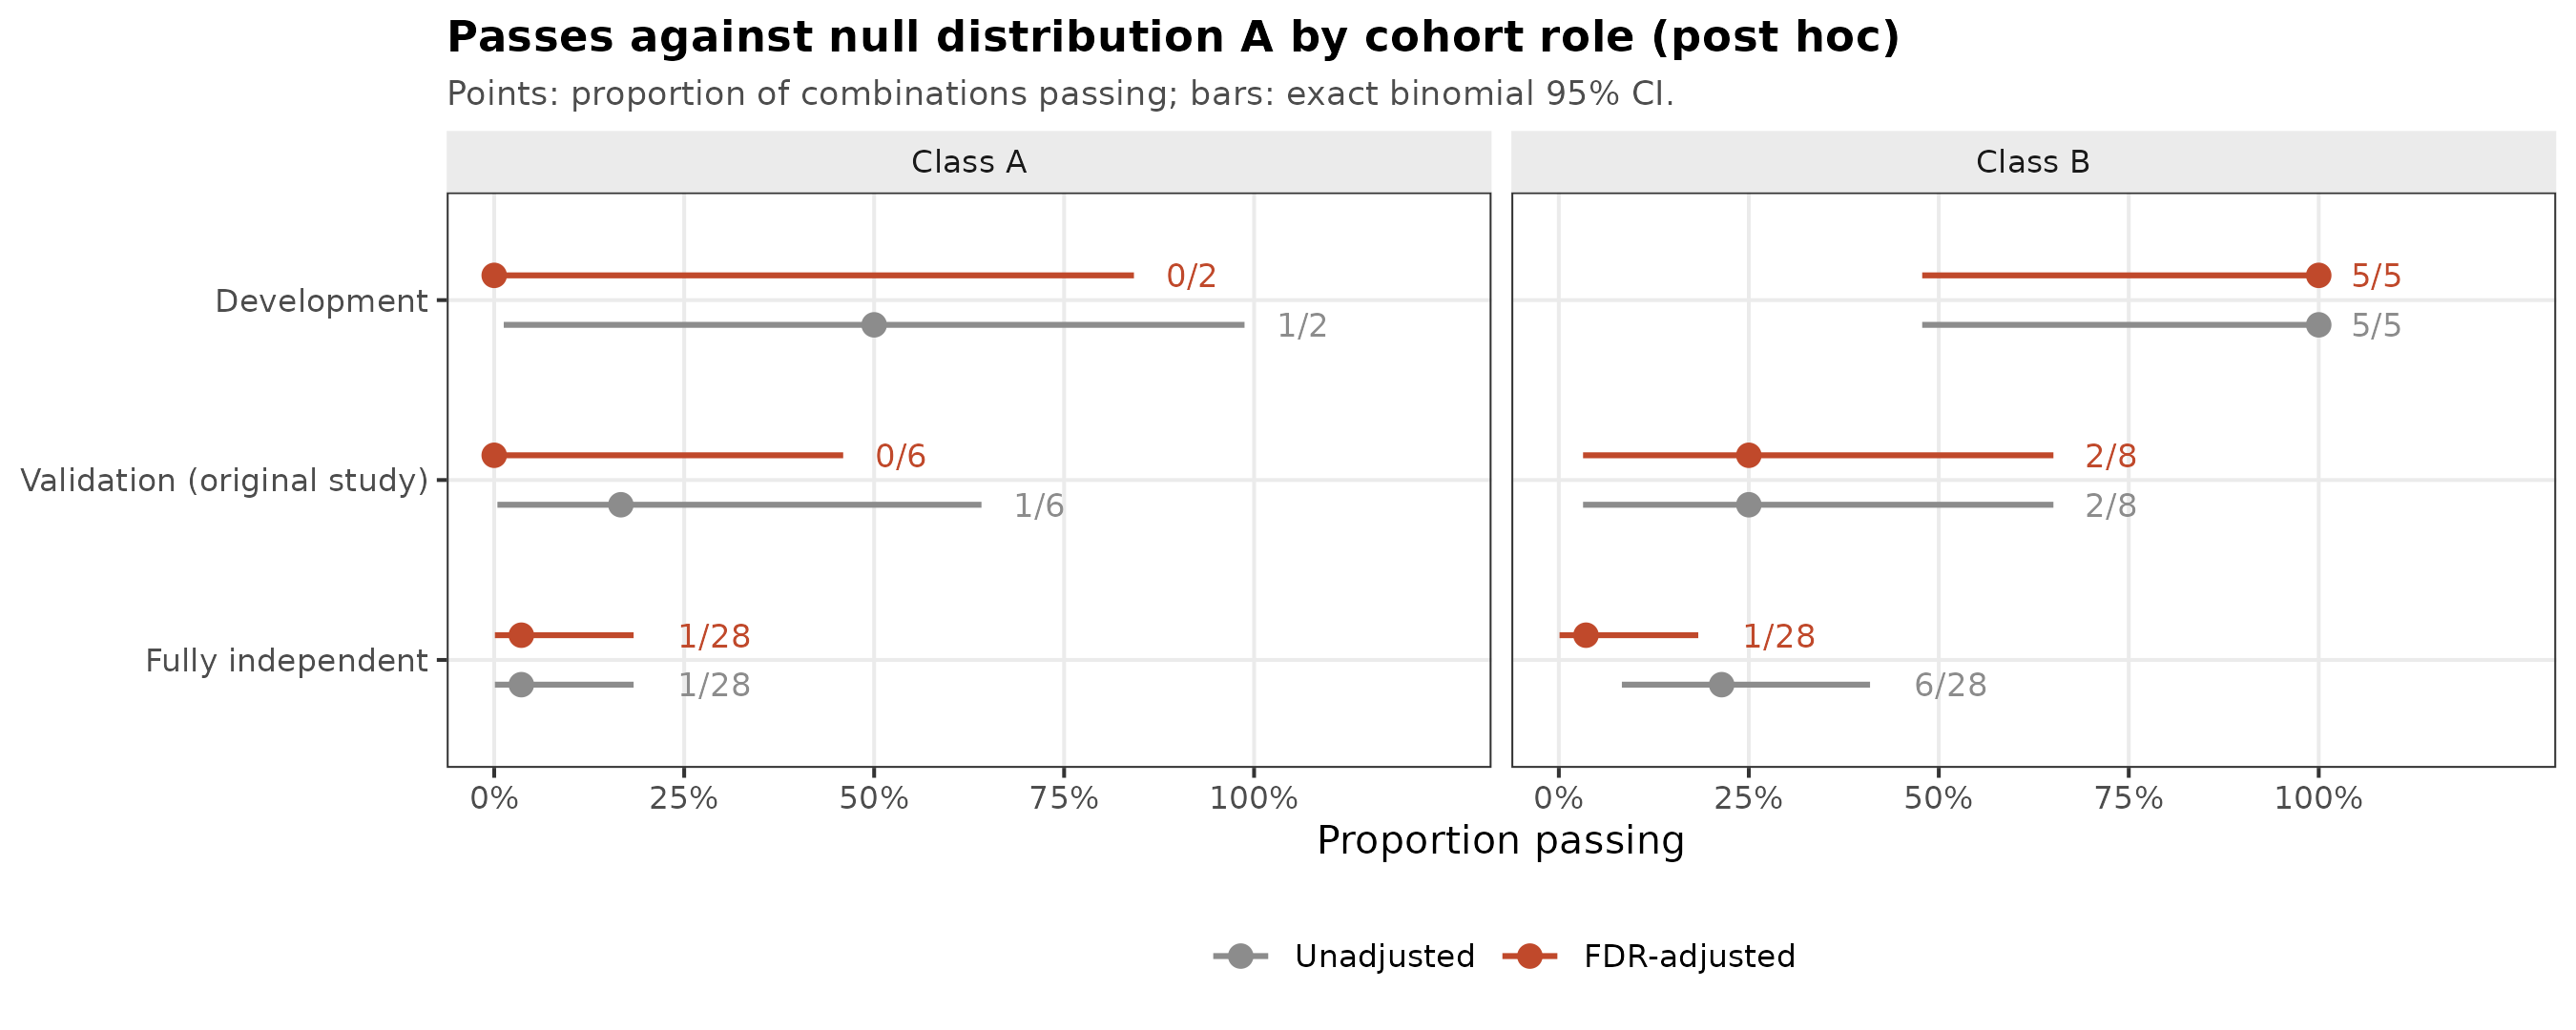 Passes against null distribution A by cohort role (post hoc)
Points: proportion of combinations passing; bars: exact binomial 95% CI.
Class A
Class B
Development
0/2
1/2
5/5
5/5
Validation (original study)
0/6
1/6
2/8
2/8
Fully independent
1/28
1/28
1/28
6/28
0% 25% 50% 75% 100%
0% 25% 50% 75% 100%
Proportion passing
Unadjusted FDR-adjusted